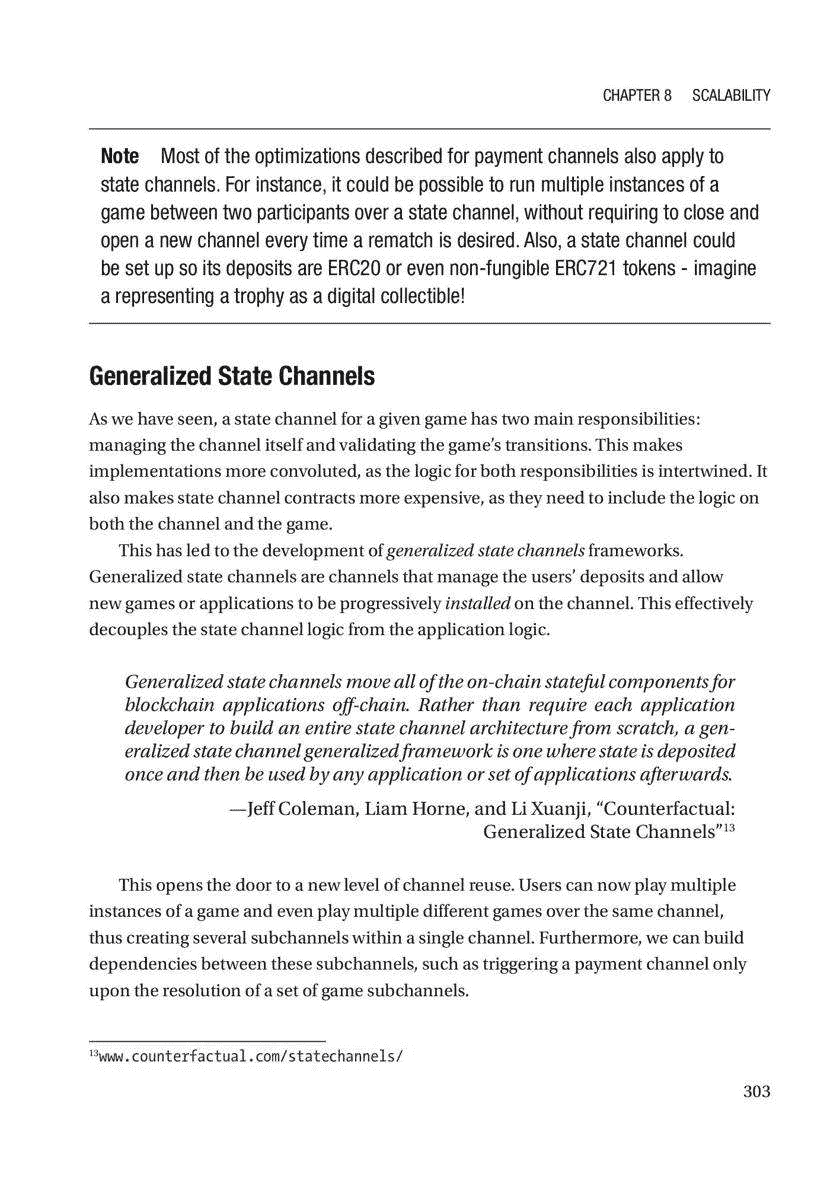 CHAPTER 8 SCALABILITY
Note Most of the optimizations described for payment channels also apply to
state channels. For instance, it could be possible to run multiple instances of a
game between two participants over a state channel, without requiring to close and
open a new channel every time a rematch is desired. Also, a state channel could
be set up so its deposits are ERC20 or even non-fungible ERC721 tokens - imagine
a representing a trophy as a digital collectible!
Generalized State Channels
As we have seen, a state channel for a given game has two main responsibilities:
managing the channel itself and validating the game’s transitions. This makes
implementations more convoluted, as the logic for both responsibilities is intertwined. It
also makes state channel contracts more expensive, as they need to include the logic on
both the channel and the game.
This has led to the development of generalized state channels frameworks.
Generalized state channels are channels that manage the users’ deposits and allow
new games or applications to be progressively installed on the channel. This effectively
decouples the state channel logic from the application logic.
Generalized state channels move all of the on-chain stateful components for
blockchain applications off-chain. Rather than require each application
developer to build an entire state channel architecture from scratch, a gen-
eralized state channel generalized framework is one where state is deposited
once and then be used by any application or set of applications afterwards.
—Jeff Coleman, Liam Horne, and Li Xuanji, “Counterfactual:
Generalized State Channels”13
This opens the door to a new level of channel reuse. Users can now play multiple
instances of a game and even play multiple different games over the same channel,
thus creating several subchannels within a single channel. Furthermore, we can build
dependencies between these subchannels, such as triggering a payment channel only
upon the resolution of a set of game subchannels.
13www.counterfactual.com/statechannels/
303